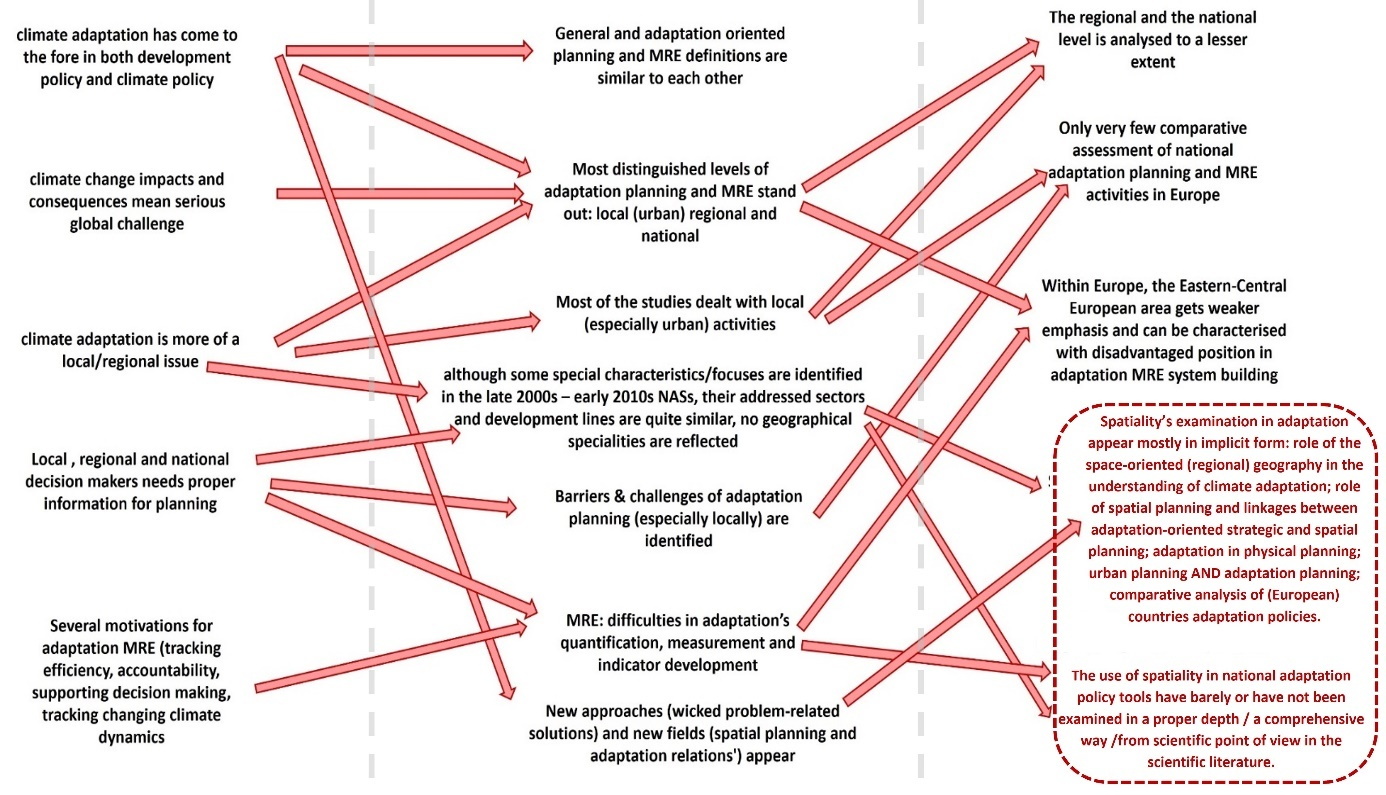 climate adaptation has come to
the fore in both development
policy and climate policy
climate change impacts and
consequences mean serious
global challenge
climate adaptation is more of a
local/regional issue
Local , regional and national
decision makers needs proper
information for planning
Several motivations for
adaptation MRE (tracking
efficiency, accountability,
supporting decision making,
tracking changing climate
dynamics
General and adaptation oriented
planning and MRE definitions are
similar to each other
Most distinguished levels of
adaptation planning and MRE stand
out: local (urban) regional and
national
Most of the studies dealt with local
(especially urban) activities
although some special characteristics/focuses are identified
in the late 2000s – early 2010s NASs, their addressed sectors
and development lines are quite similar, no geographical
specialities are reflected
Barriers & challenges of adaptation
planning (especially locally) are
identified
MRE: difficulties in adaptation’s
quantification, measurement and
indicator development
New approaches (wicked problem-related
solutions) and new fields (spatial planning and
adaptation relations') appear
The regional and the national
level is analysed to a lesser
extent
Only very few comparative
assessment of national
adaptation planning and MRE
activities in Europe
Within Europe, the Eastern-Central
European area gets weaker
emphasis and can be characterised
with disadvantaged position in
adaptation MRE system building
Spatiality’s examination in adaptation
appear mostly in implicit form: role of the
space-oriented (regional) geography in the
understanding of climate adaptation; role
of spatial planning and linkages between
adaptation-oriented strategic and spatial
planning; adaptation in physical planning;
urban planning AND adaptation planning;
comparative analysis of (European)
countries adaptation policies.
The use of spatiality in national adaptation
policy tools have barely or have not been
examined in a proper depth / a comprehensive
way /from scientific point of view in the
scientific literature.